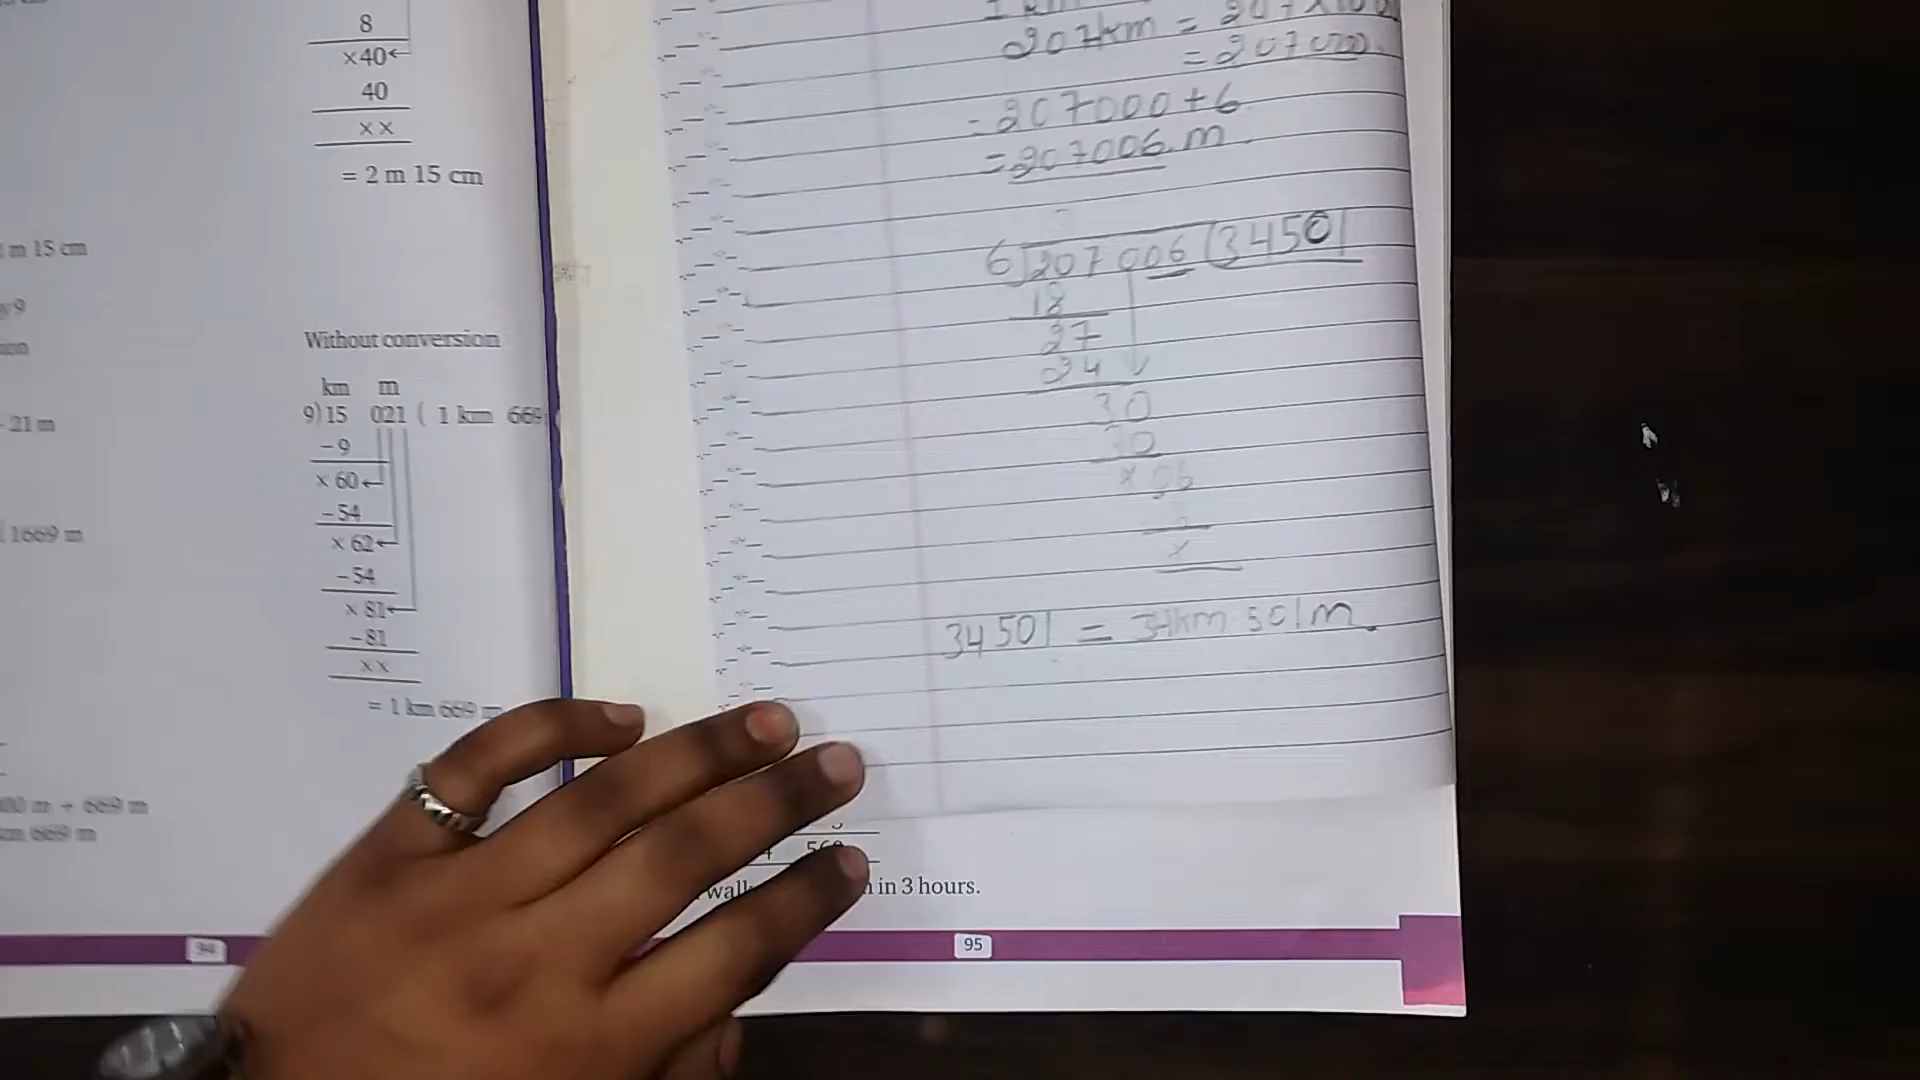 8
×40
40
× ×
= 2 m 15 cm
m 15 cm
Without conversion
km m
9)15 021 ( 1 km 669
−9
× 60
−54
× 62
−54
× 81
−81
× ×
= 1 km 669 m
21 m
1669 m
m + 669 m
km 669 m
94
207km = 207×
= 207000
= 207000+6
= 207006 m
6)207006(34501
18
27
24
30
30
× 06
×
34501 = 34km 501m
in 3 hours.
95